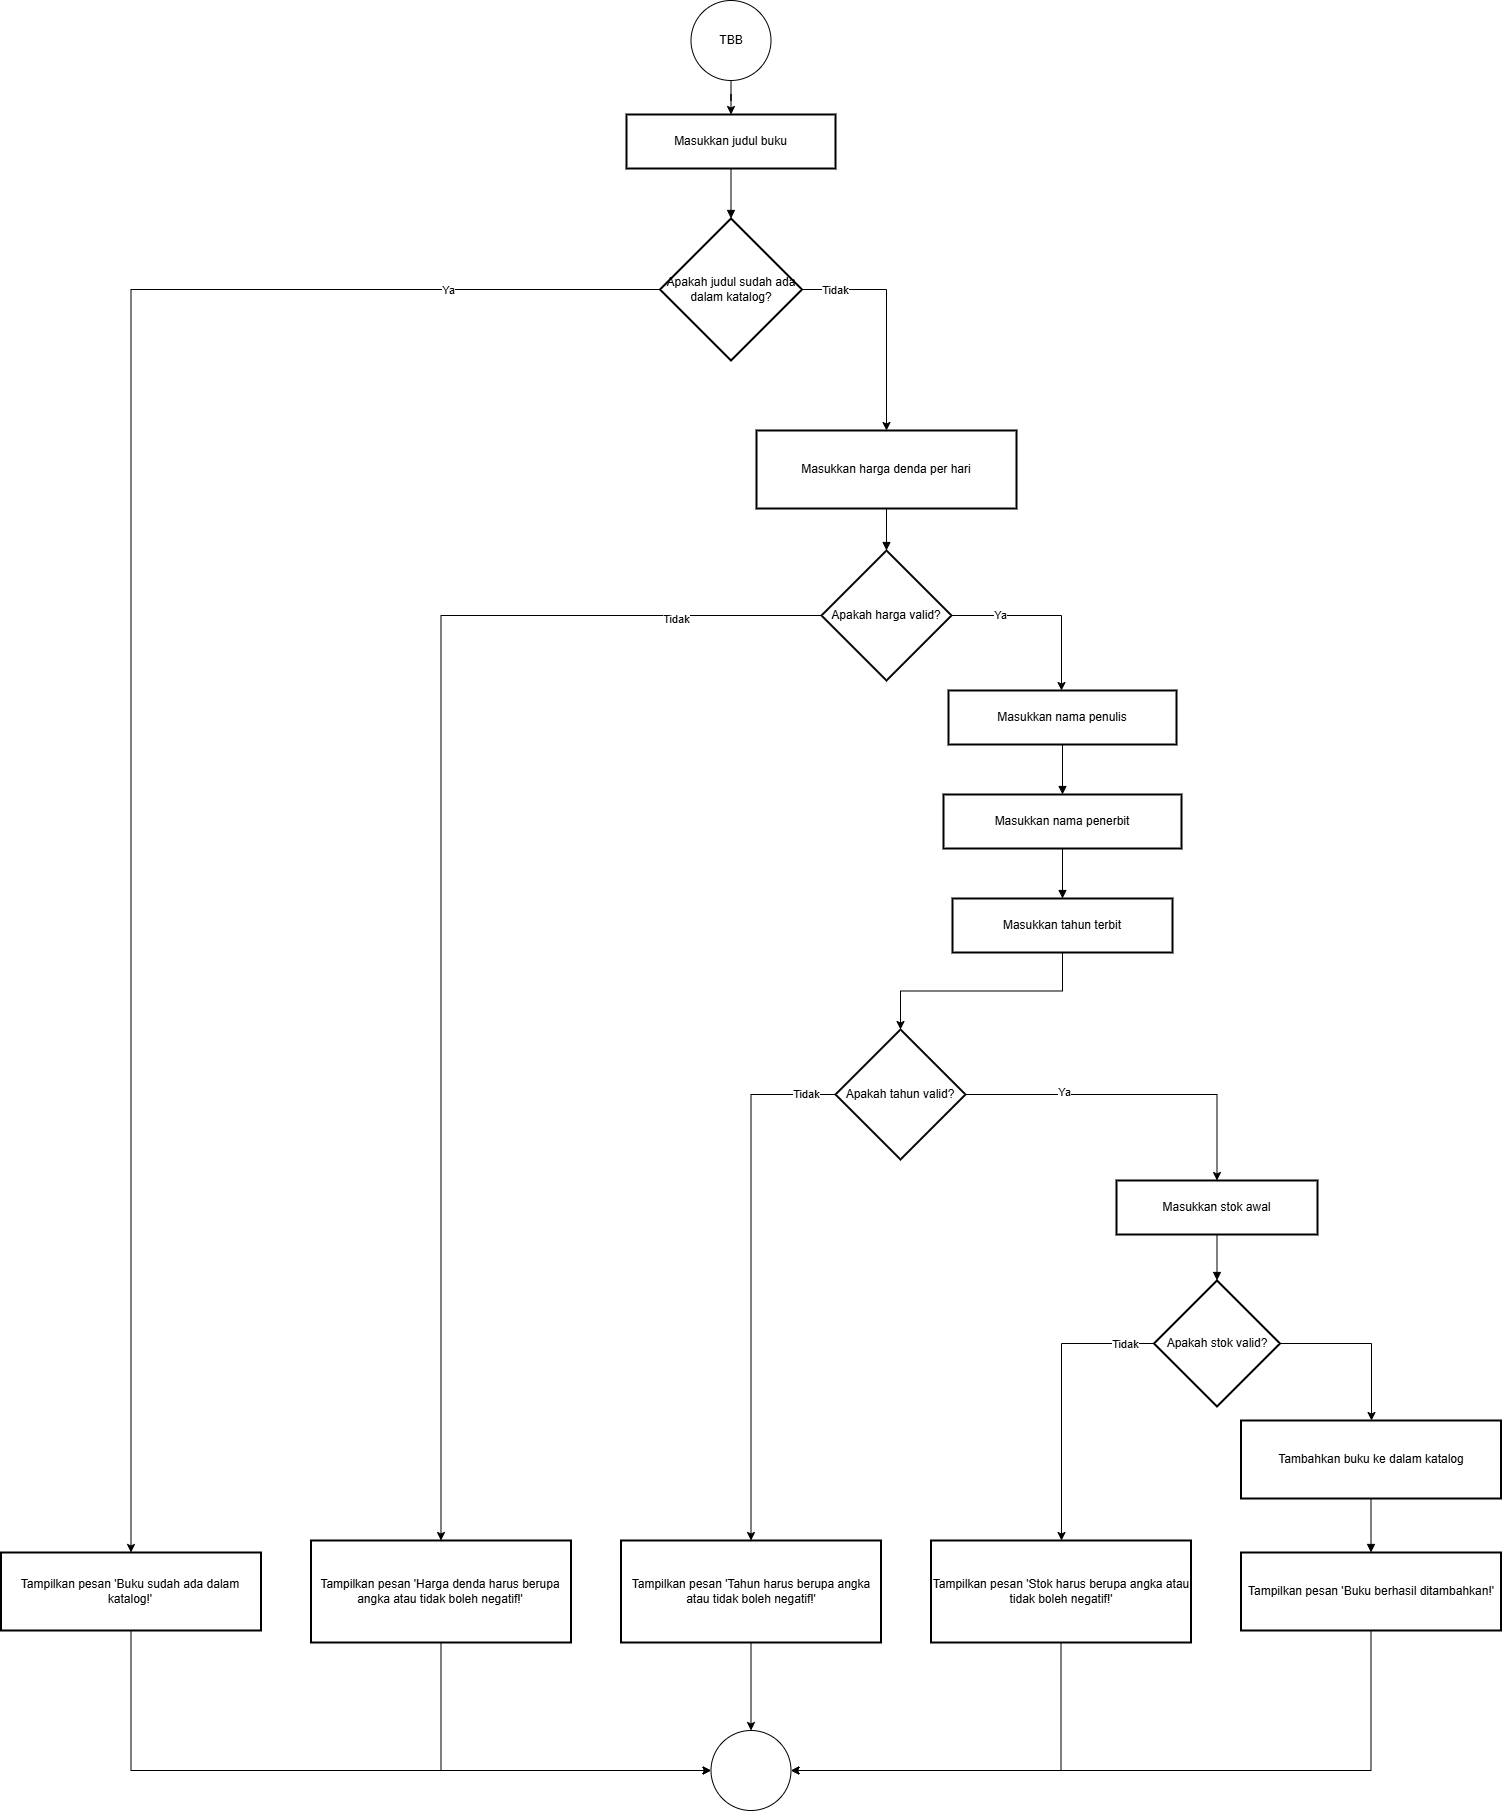 TBB
Masukkan judul buku
Apakah judul sudah ada
dalam katalog?
Ya
Tidak
Masukkan harga denda per hari
Apakah harga valid?
Tidak
Ya
Masukkan nama penulis
Masukkan nama penerbit
Masukkan tahun terbit
Apakah tahun valid?
Tidak
Ya
Masukkan stok awal
Apakah stok valid?
Tidak
Tambahkan buku ke dalam katalog
Tampilkan pesan 'Buku sudah ada dalam
katalog!'
Tampilkan pesan 'Harga denda harus berupa
angka atau tidak boleh negatif!'
Tampilkan pesan 'Tahun harus berupa angka
atau tidak boleh negatif!'
Tampilkan pesan 'Stok harus berupa angka atau
tidak boleh negatif!'
Tampilkan pesan 'Buku berhasil ditambahkan!'